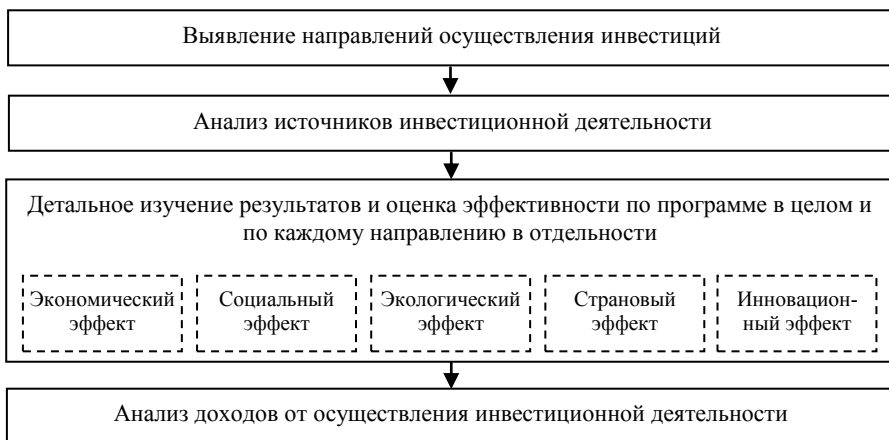 Выявление направлений осуществления инвестиций
Анализ источников инвестиционной деятельности
Детальное изучение результатов и оценка эффективности по программе в целом и
по каждому направлению в отдельности
Экономический
эффект
Социальный
эффект
Экологический
эффект
Страновый
эффект
Инновацион-
ный эффект
Анализ доходов от осуществления инвестиционной деятельности